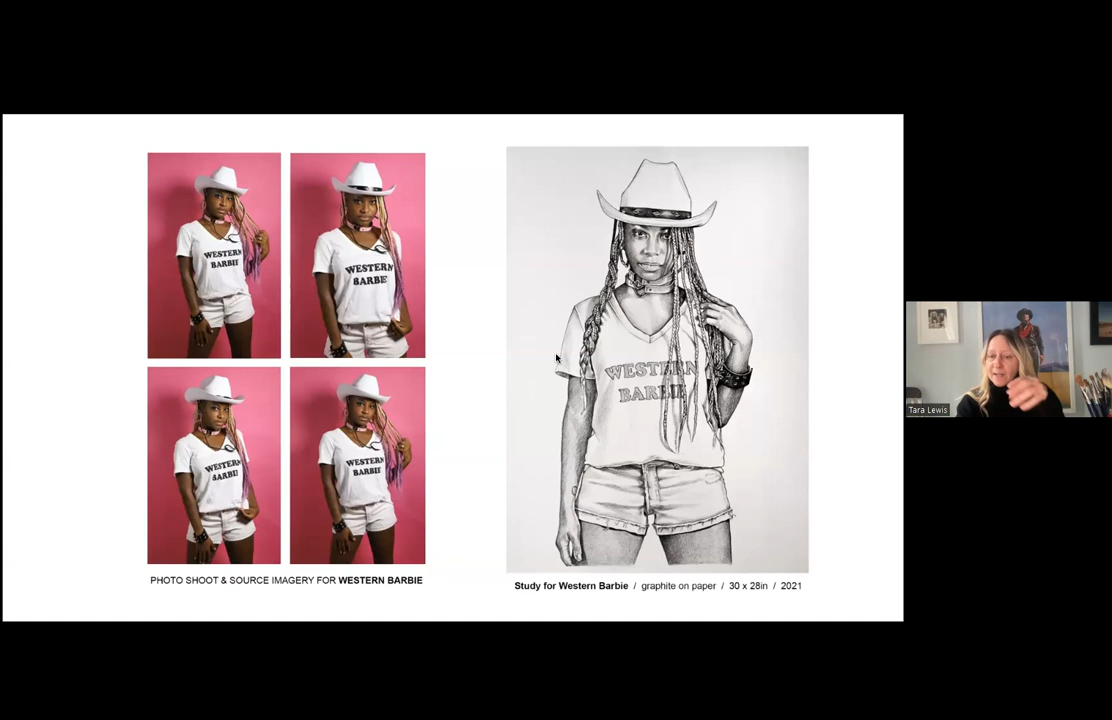 WESTERN
BARBIE
WESTERN
BARBIE
WESTERN
BARBIE
WESTERN
BARBIE
PHOTO SHOOT & SOURCE IMAGERY FOR WESTERN BARBIE
WESTERN
BARBIE
Study for Western Barbie / graphite on paper / 30 x 28in / 2021
Tara Lewis